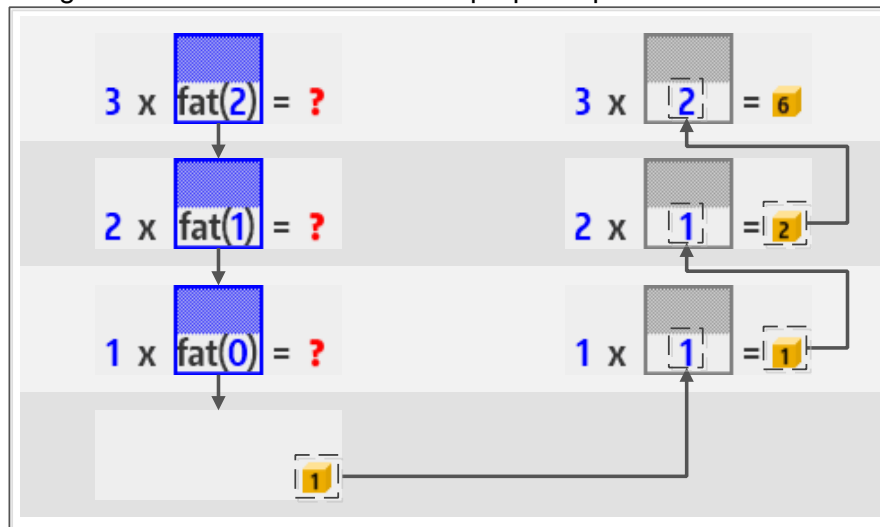 3 x fat(2) = ?
3 x 2 = 6
2 x fat(1) = ?
2 x 1 = 2
1 x fat(0) = ?
1 x 1 = 1
1